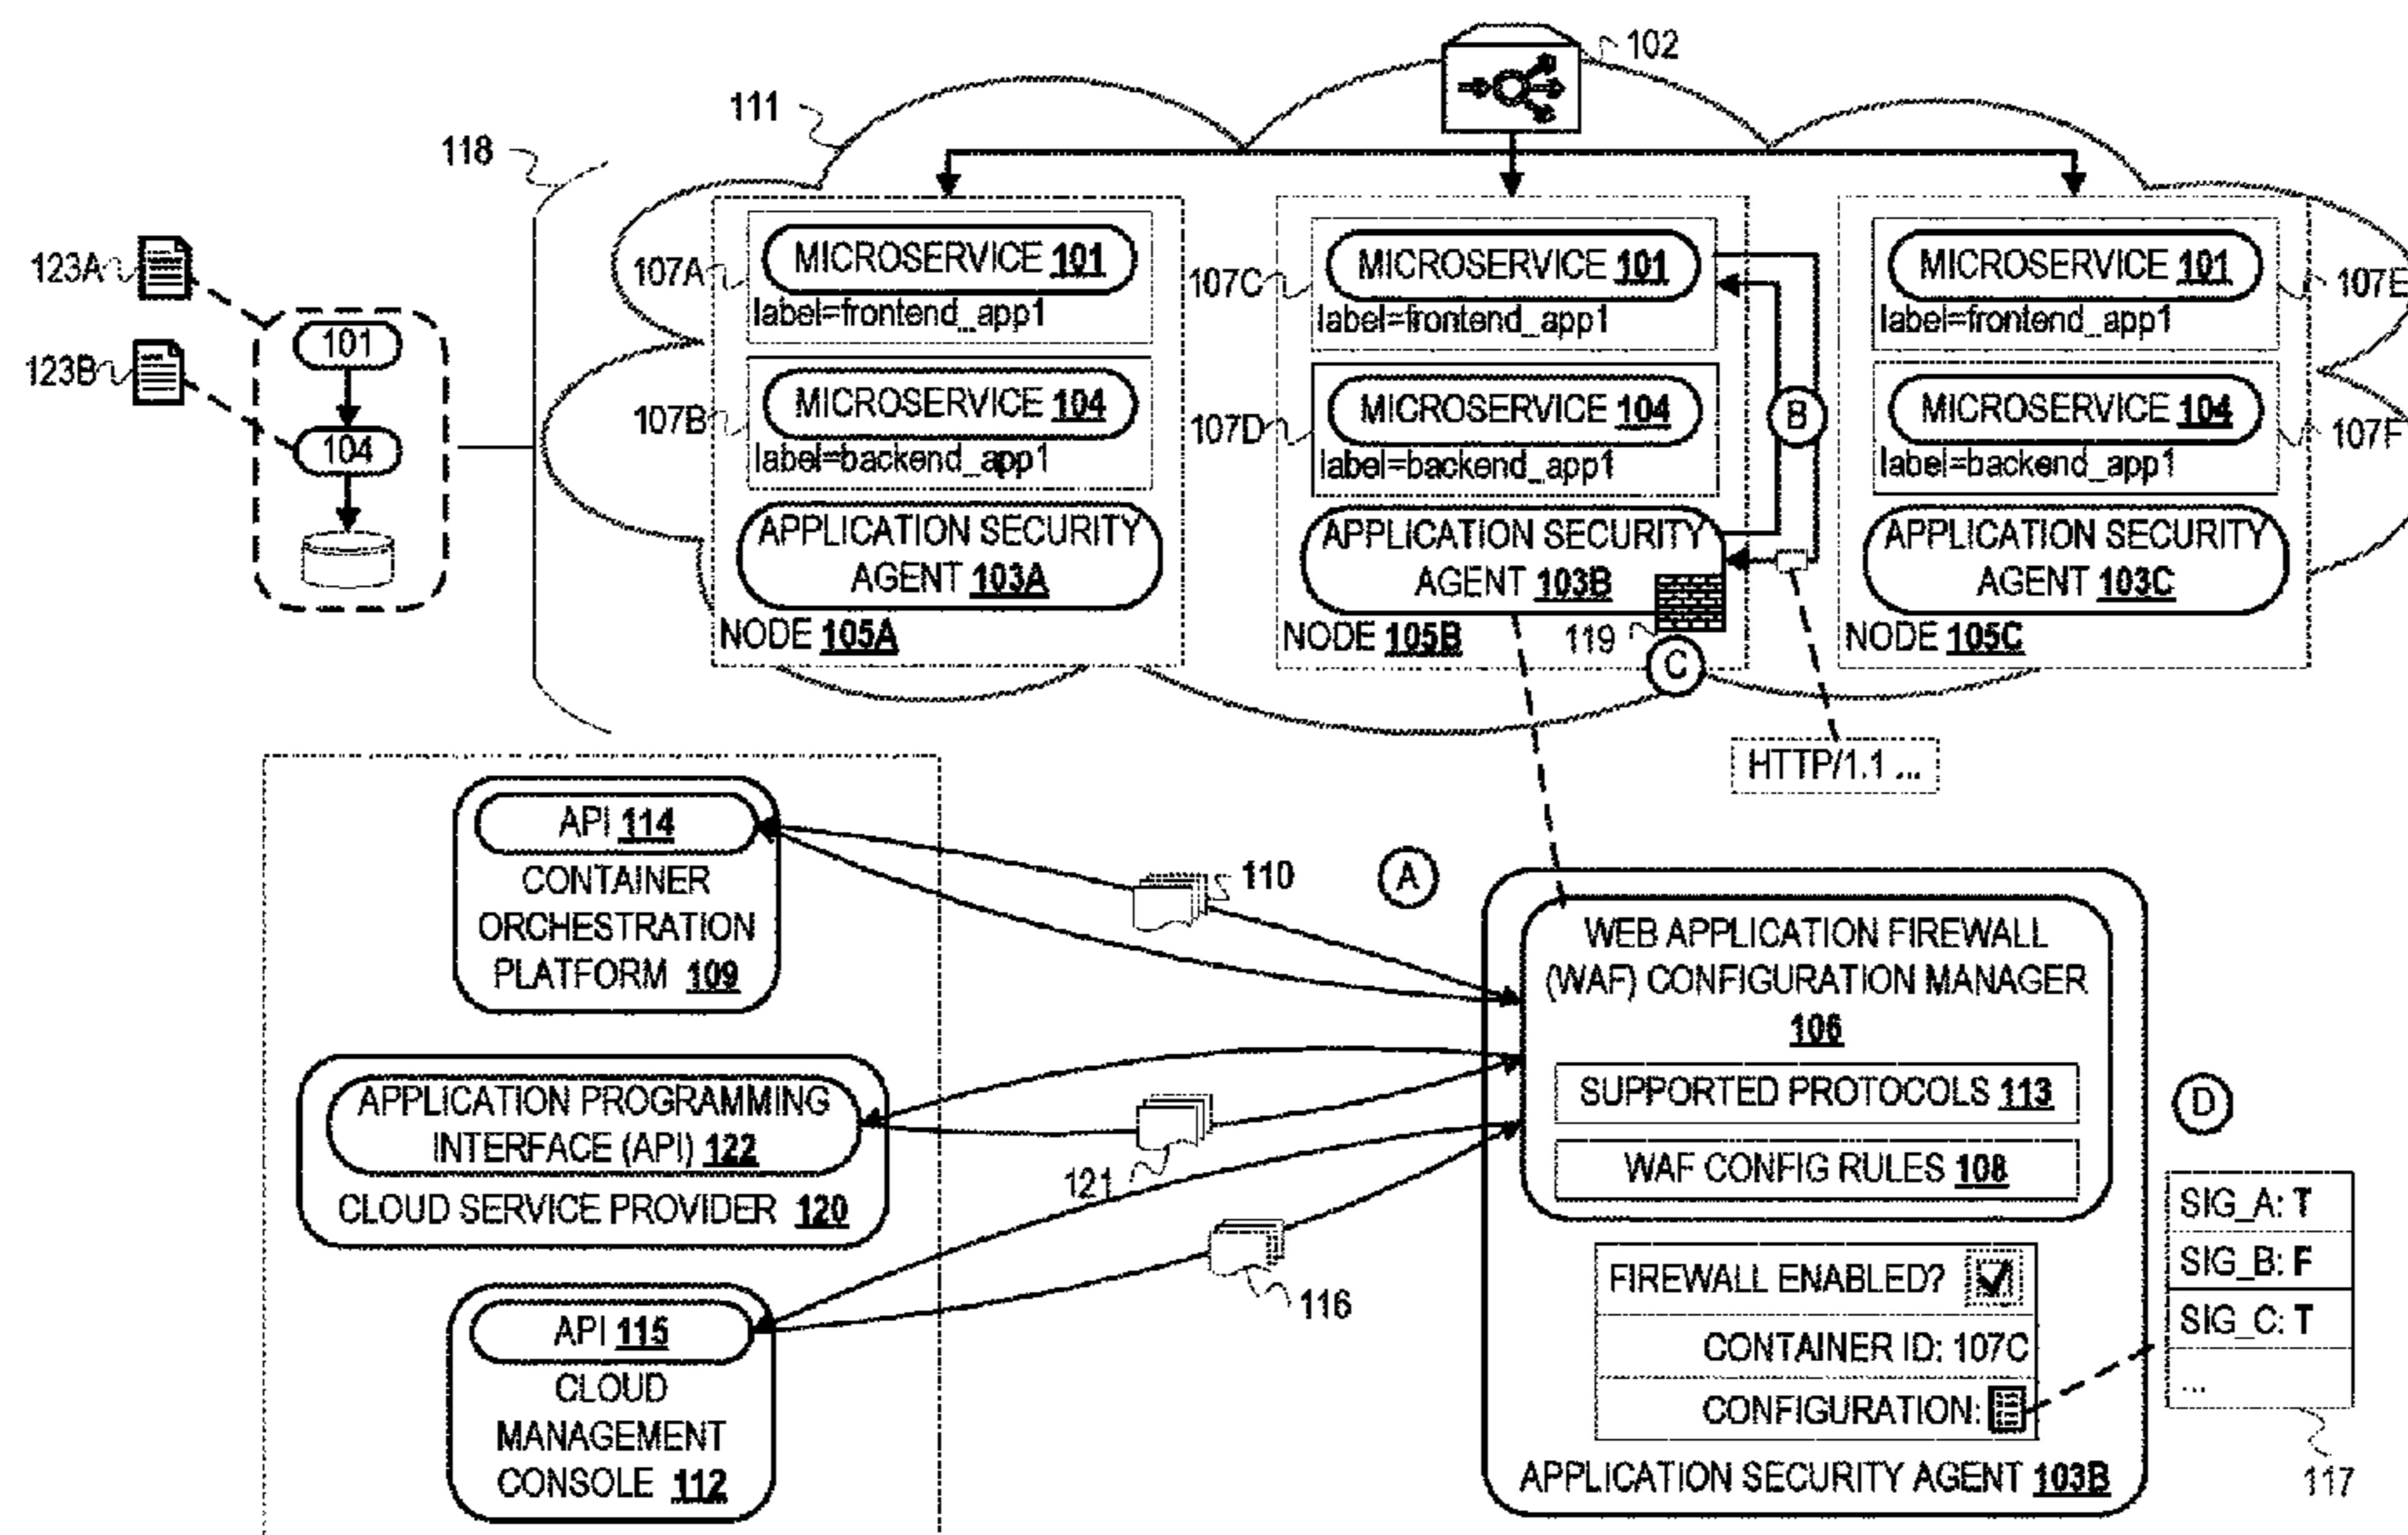 102
111
118
123A
123B
101
104
107A
MICROSERVICE 101
label=frontend_app1
107B
MICROSERVICE 104
label=backend_app1
APPLICATION SECURITY
AGENT 103A
NODE 105A
107C
MICROSERVICE 101
label=frontend_app1
107D
MICROSERVICE 104
label=backend_app1
APPLICATION SECURITY
AGENT 103B
NODE 105B
119
B
C
MICROSERVICE 101
label=frontend_app1
107E
MICROSERVICE 104
label=backend_app1
107F
APPLICATION SECURITY
AGENT 103C
NODE 105C
HTTP/1.1 ...
API 114
CONTAINER
ORCHESTRATION
PLATFORM 109
110
A
APPLICATION PROGRAMMING
INTERFACE (API) 122
CLOUD SERVICE PROVIDER 120
121
API 115
CLOUD
MANAGEMENT
CONSOLE 112
116
WEB APPLICATION FIREWALL
(WAF) CONFIGURATION MANAGER
106
SUPPORTED PROTOCOLS 113
WAF CONFIG RULES 108
FIREWALL ENABLED?
CONTAINER ID: 107C
CONFIGURATION:
APPLICATION SECURITY AGENT 103B
D
SIG_A: T
SIG_B: F
SIG_C: T
...
117